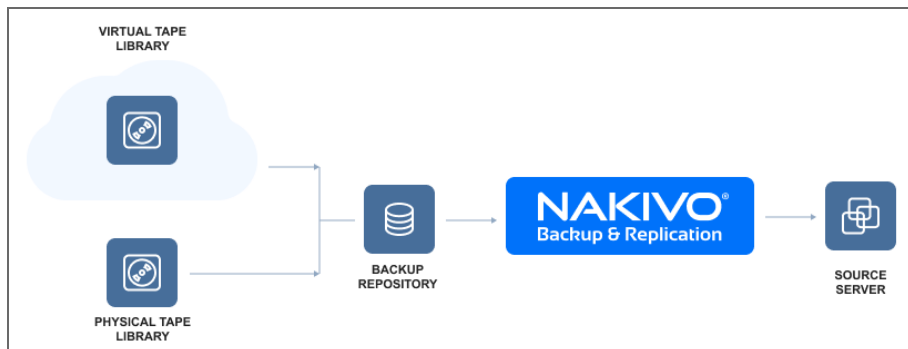 VIRTUAL TAPE
LIBRARY
NAKIVO®
Backup & Replication
BACKUP
REPOSITORY
SOURCE
SERVER
PHYSICAL TAPE
LIBRARY